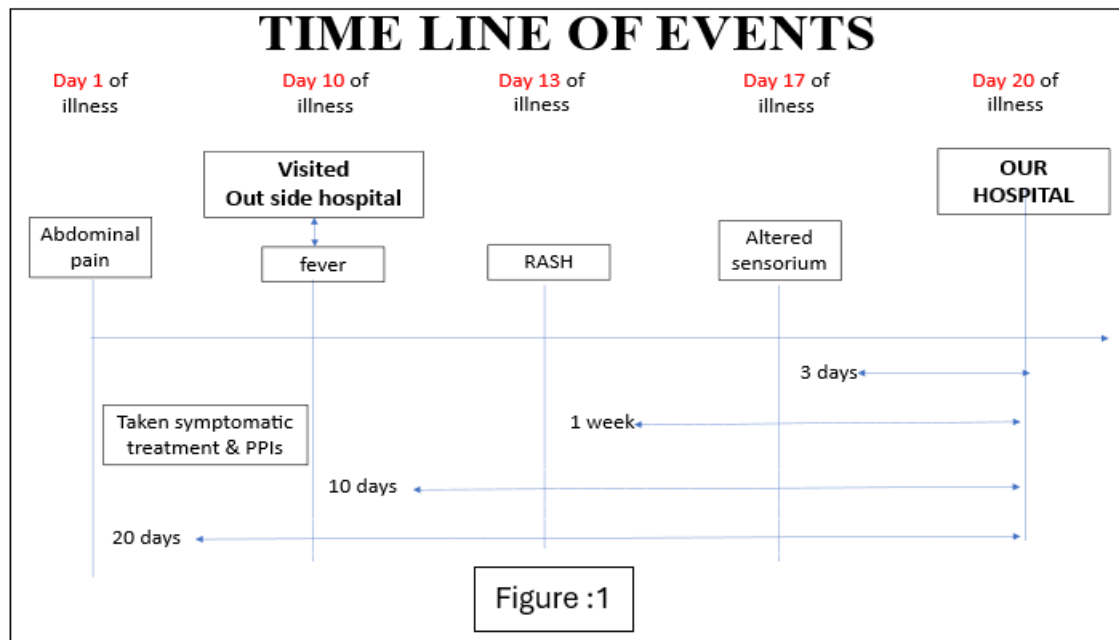 TIME LINE OF EVENTS
Day 1 of
illness
Day 10 of
illness
Day 13 of
illness
Day 17 of
illness
Day 20 of
illness
Visited
Out side hospital
OUR
HOSPITAL
Abdominal
pain
fever
RASH
Altered
sensorium
3 days
Taken symptomatic
treatment & PPIs
1 week
10 days
20 days
Figure :1